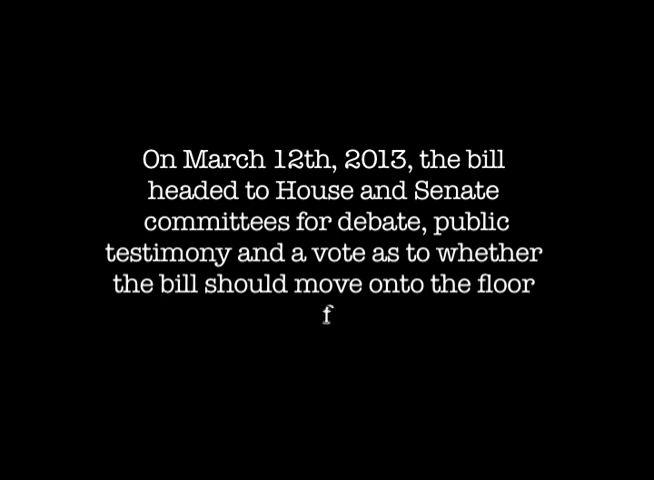 On March 12th, 2013, the bill
headed to House and Senate
committees for debate, public
testimony and a vote as to whether
the bill should move onto the floor
f